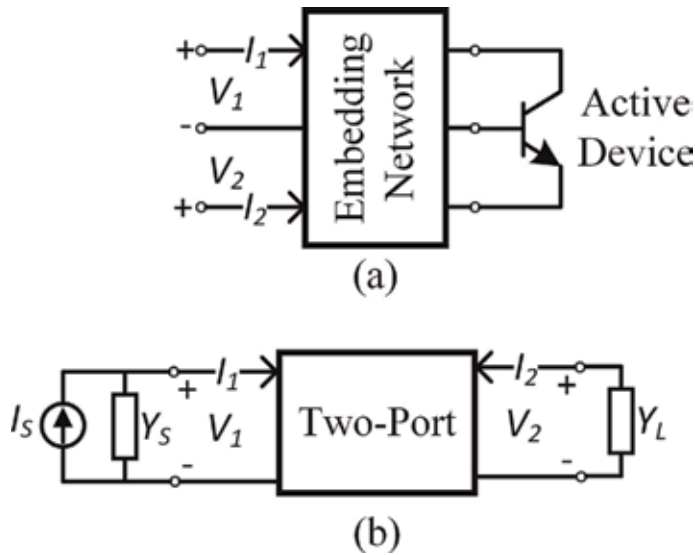 + I1
V1
-
V2
+ I2
Embedding
Network
Active
Device
(a)
IS
YS
+
I1
V1
-
Two-Port
I2
+
V2
-
YL
(b)